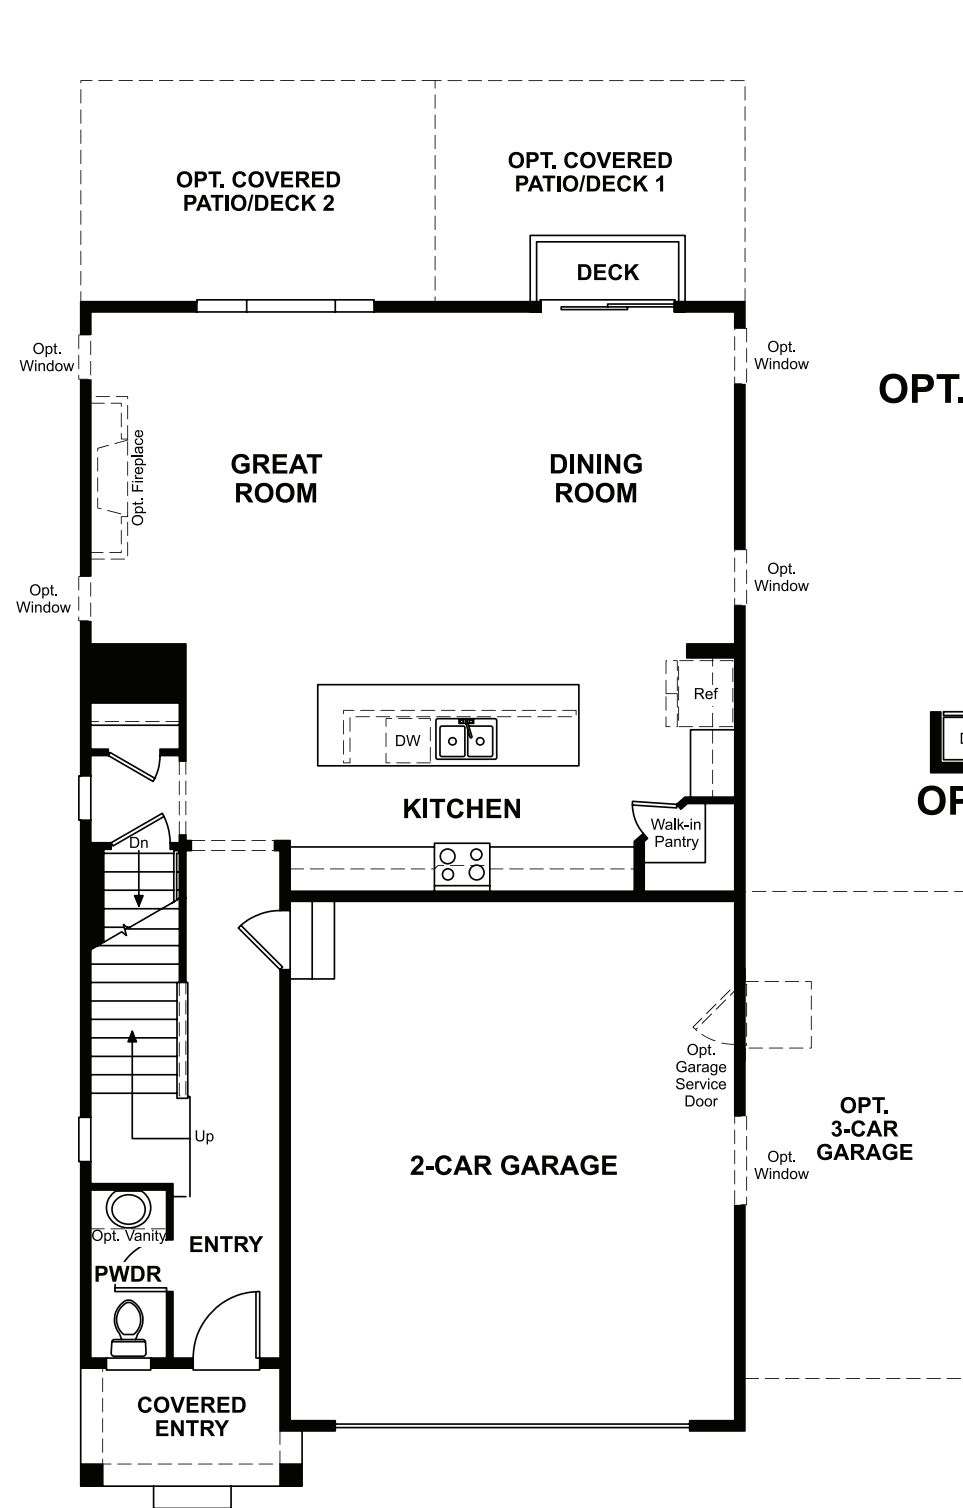 OPT. COVERED
PATIO/DECK 2
OPT. COVERED
PATIO/DECK 1
DECK
Opt.
Window
Opt.
Window
OPT.
Opt. Fireplace
GREAT
ROOM
DINING
ROOM
Opt.
Window
Opt.
Window
Ref
DW
KITCHEN
Walk-in
Pantry
OP
Dn
Opt.
Garage
Service
Door
OPT.
3-CAR
GARAGE
Up
2-CAR GARAGE
Opt.
Window
Opt. Vanity
ENTRY
PWDR
COVERED
ENTRY